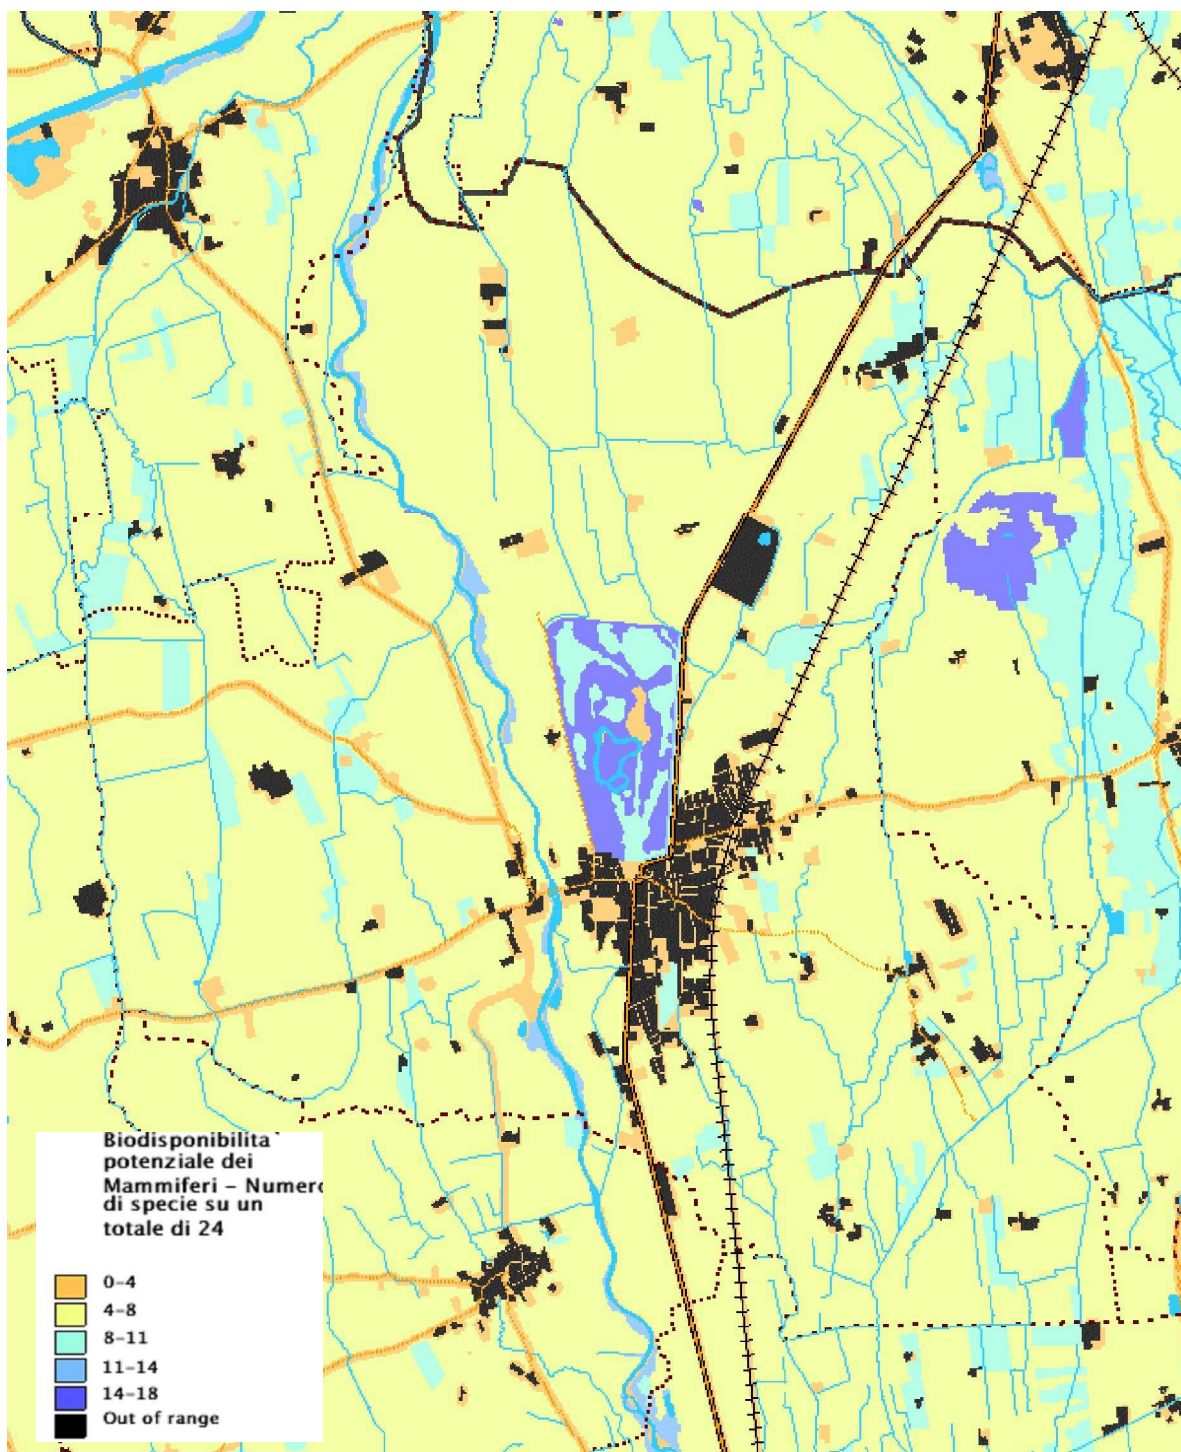 Biodisponibilita`
potenziale dei
Mammiferi – Numero
di specie su un
totale di 24
0–4
4–8
8–11
11–14
14–18
Out of range